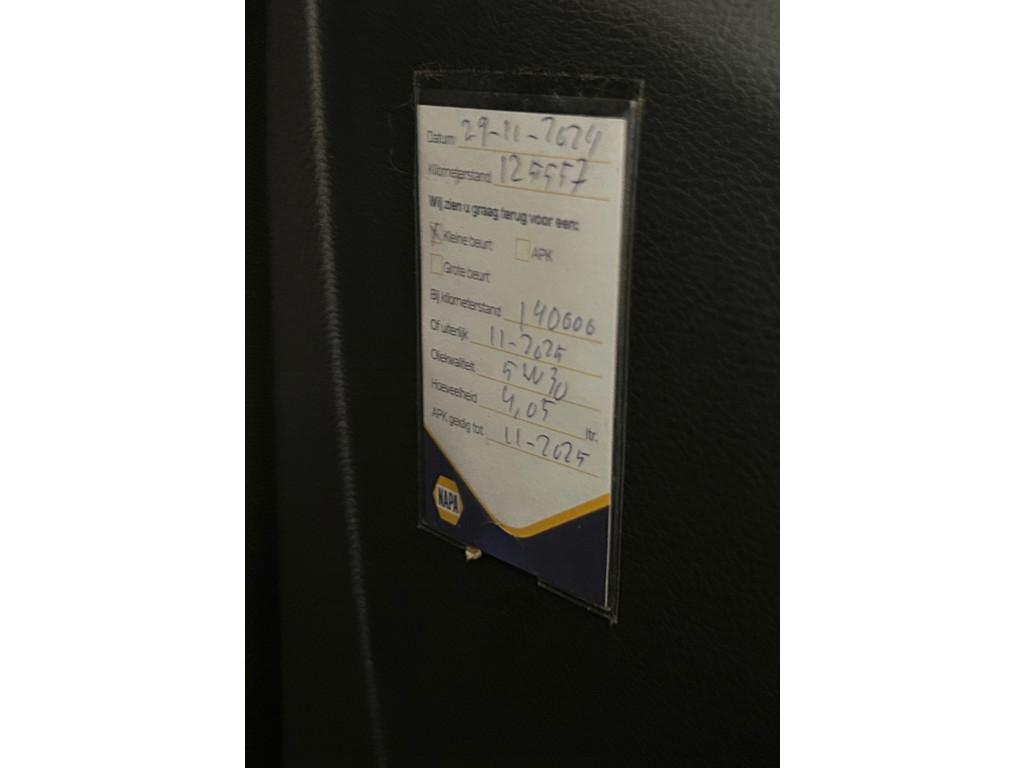 Datum 29-11-2024
Kilometerstand 125557
Wij zien u graag terug voor een:
X Kleine beurt APK
Grote beurt
Bij kilometerstand 140000
Of uiterlijk 11-2025
Oliekwaliteit 5W30
Hoeveelheid 4,05 ltr.
APK geldig tot 11-2025
NAPA